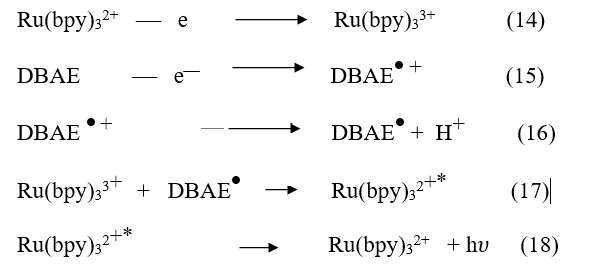 Ru(bpy)₃²⁺ — e ⟶ Ru(bpy)₃³⁺ (14)
DBAE — e⁻ ⟶ DBAE•⁺ (15)
DBAE•⁺ —⟶ DBAE• + H⁺ (16)
Ru(bpy)₃³⁺ + DBAE• → Ru(bpy)₃²⁺* (17)
Ru(bpy)₃²⁺* → Ru(bpy)₃²⁺ + hυ (18)